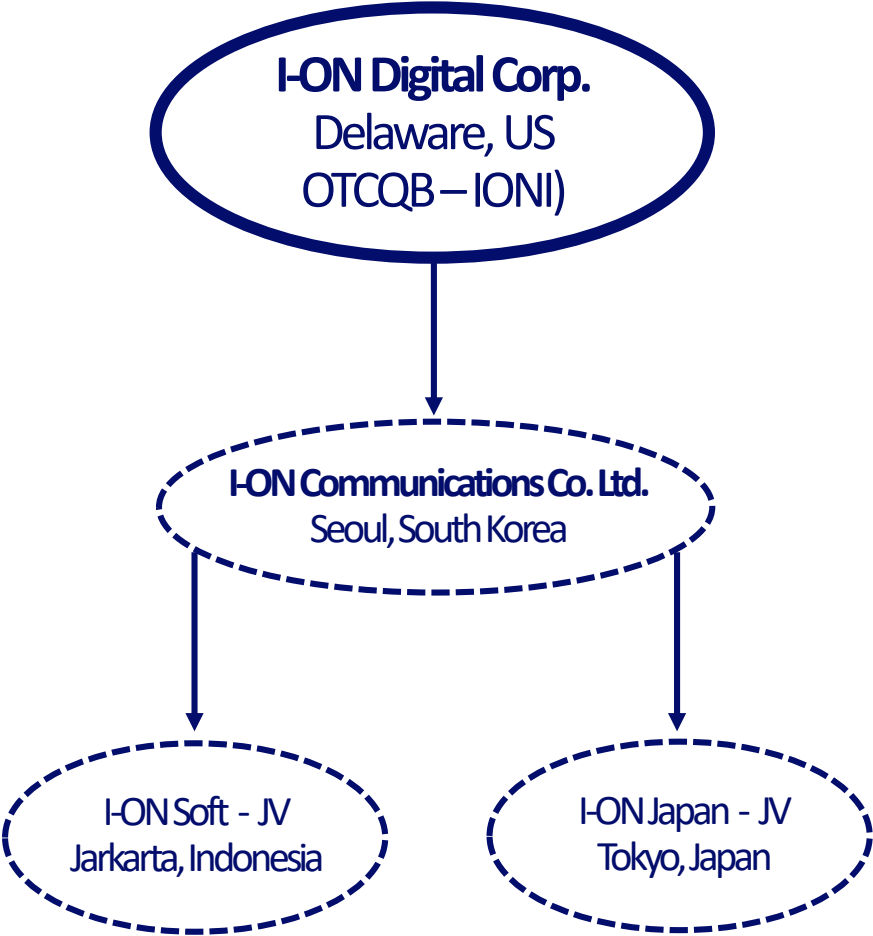 I-ON Digital Corp.
Delaware, US
OTCQB – IONI)
I-ON Communications Co. Ltd.
Seoul, South Korea
I-ON Soft - JV
Jarkarta, Indonesia
I-ON Japan - JV
Tokyo, Japan